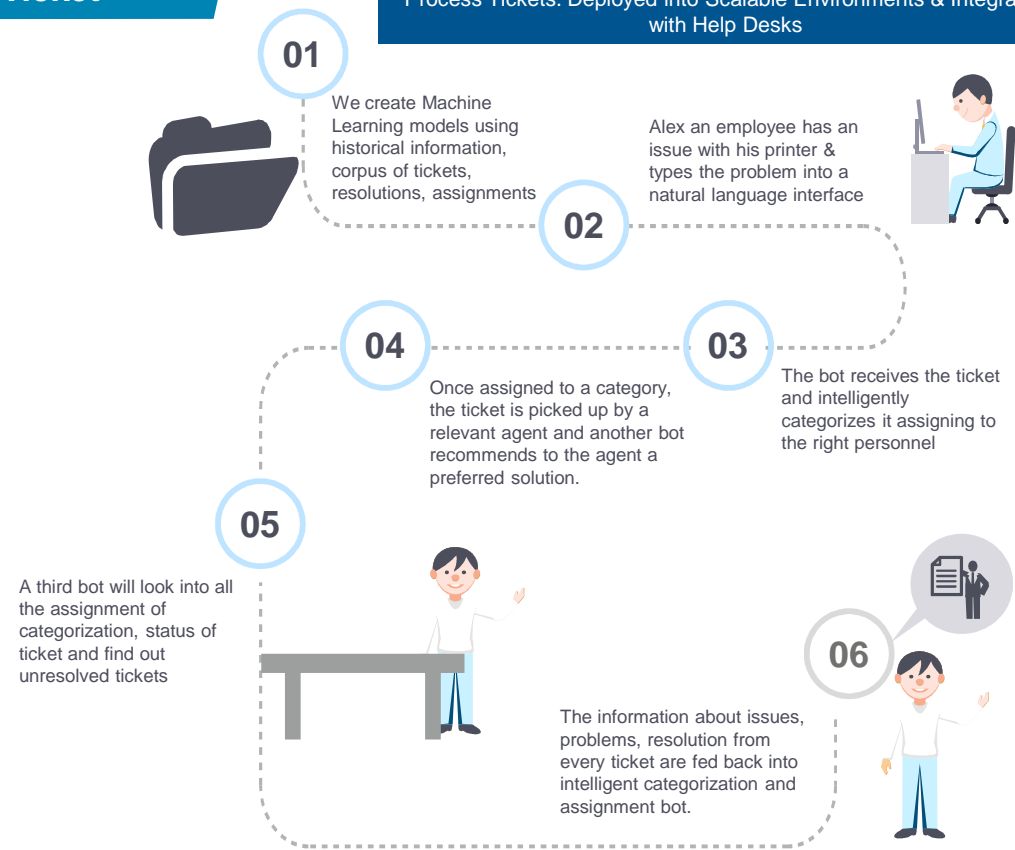 Process Tickets: Deployed into Scalable Environments &
with Help Desks
01
We create Machine
Learning models using
historical information,
corpus of tickets,
resolutions, assignments
Alex an employee has an
issue with his printer &
types the problem into a
natural language interface
02
04
03
Once assigned to a category,
the ticket is picked up by a
relevant agent and another bot
recommends to the agent a
preferred solution.
The bot receives the ticket
and intelligently
categorizes it assigning to
the right personnel
05
A third bot will look into all
the assignment of
categorization, status of
ticket and find out
unresolved tickets
06
The information about issues,
problems, resolution from
every ticket are fed back into
intelligent categorization and
assignment bot.